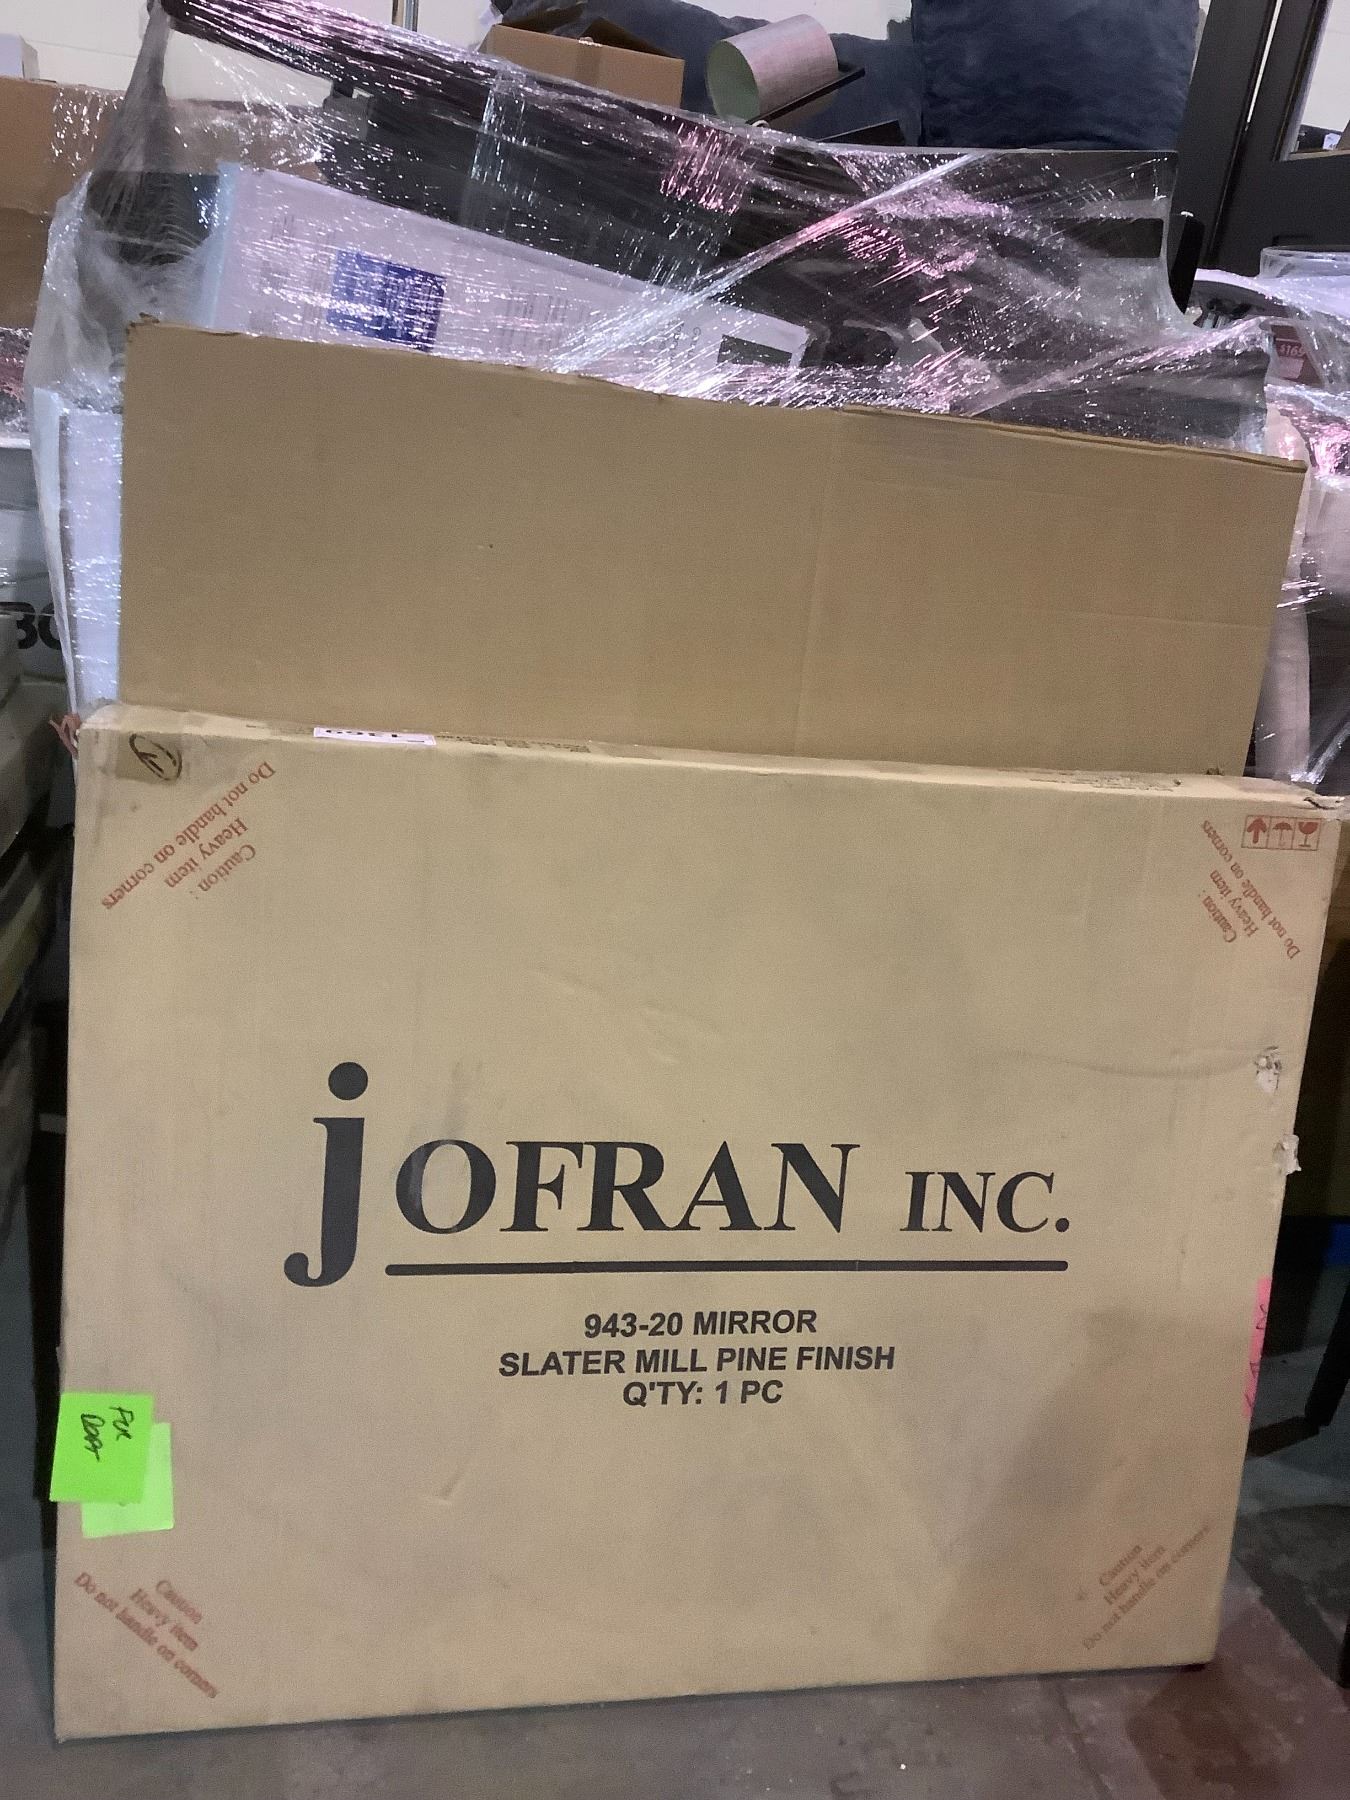 $169
1369
Caution :
Heavy item
Do not handle on corners
Caution :
Heavy item
Do not handle on corners
jOFRAN INC.
943-20 MIRROR
SLATER MILL PINE FINISH
Q'TY: 1 PC
Caution
Heavy item
Do not handle on corners
Caution
Heavy item
Do not handle on corners